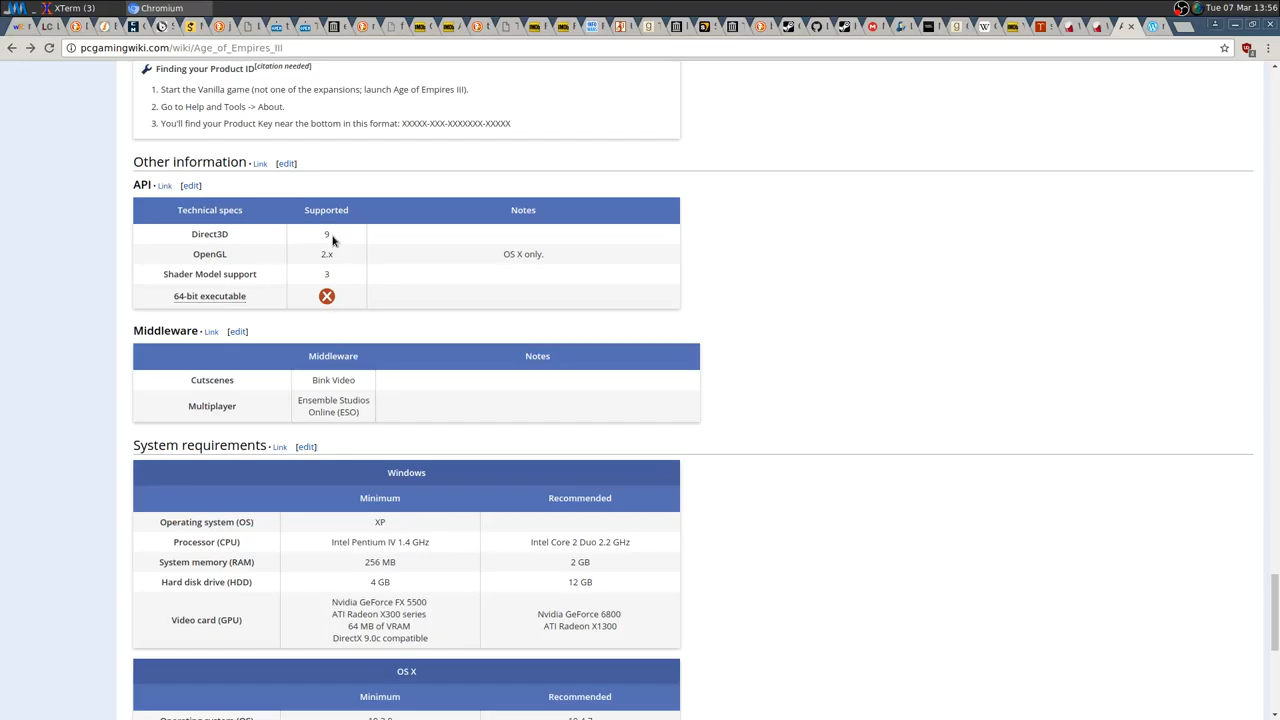 XTerm (3)
Chromium
Tue 07 Mar 13:56
pcgamingwiki.com/wiki/Age_of_Empires_III
Finding your Product ID[citation needed]
1. Start the Vanilla game (not one of the expansions; launch Age of Empires III).
2. Go to Help and Tools -> About.
3. You'll find your Product Key near the bottom in this format: XXXXX-XXX-XXXXXXX-XXXXX
Other information · Link [edit]
API · Link [edit]
Technical specs Supported Notes
Direct3D 9
OpenGL 2.x OS X only.
Shader Model support 3
64-bit executable
Middleware · Link [edit]
Middleware Notes
Cutscenes Bink Video
Multiplayer Ensemble Studios
Online (ESO)
System requirements · Link [edit]
Windows
Minimum Recommended
Operating system (OS) XP
Processor (CPU) Intel Pentium IV 1.4 GHz Intel Core 2 Duo 2.2 GHz
System memory (RAM) 256 MB 2 GB
Hard disk drive (HDD) 4 GB 12 GB
Video card (GPU) Nvidia GeForce FX 5500
ATI Radeon X300 series
64 MB of VRAM
DirectX 9.0c compatible
Nvidia GeForce 6800
ATI Radeon X1300
OS X
Minimum Recommended